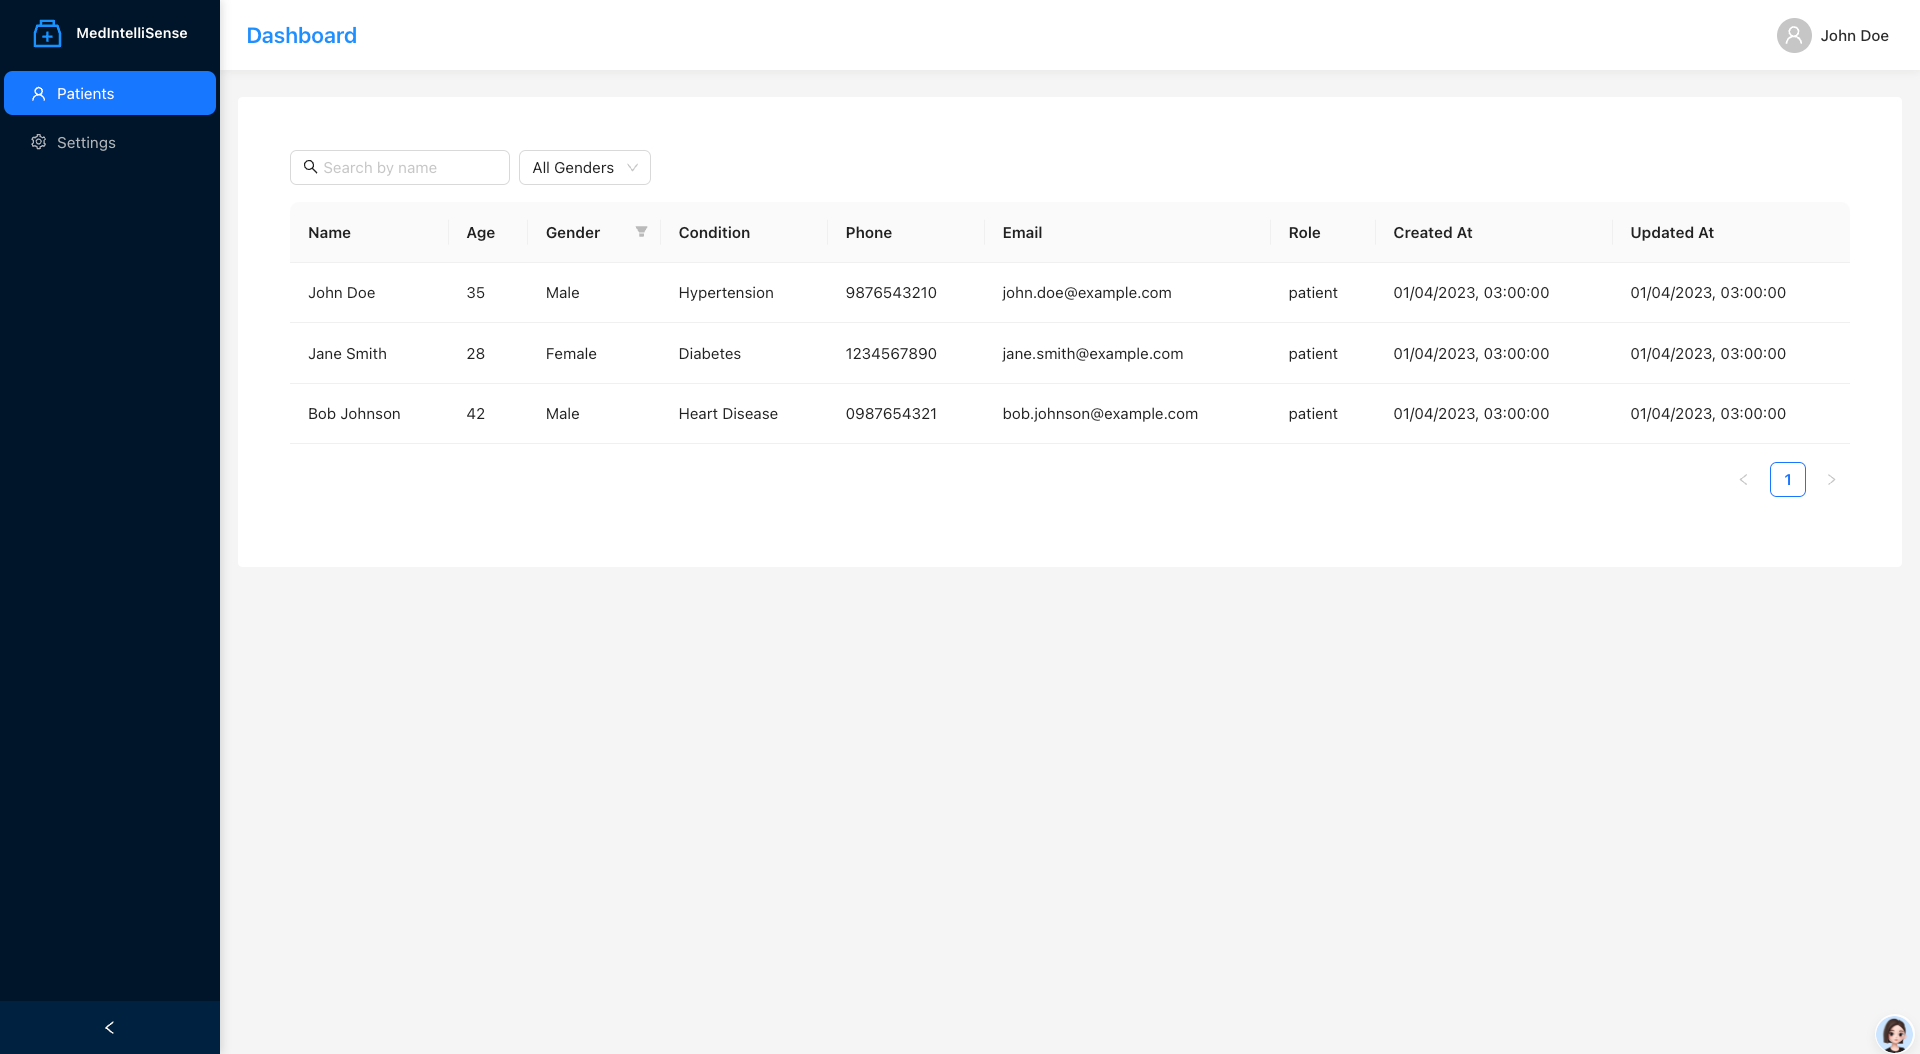 MedIntelliSense
Patients
Settings
Dashboard
John Doe
Search by name
All Genders
Name Age Gender Condition Phone Email Role Created At Updated At
John Doe 35 Male Hypertension 9876543210 john.doe@example.com patient 01/04/2023, 03:00:00 01/04/2023, 03:00:00
Jane Smith 28 Female Diabetes 1234567890 jane.smith@example.com patient 01/04/2023, 03:00:00 01/04/2023, 03:00:00
Bob Johnson 42 Male Heart Disease 0987654321 bob.johnson@example.com patient 01/04/2023, 03:00:00 01/04/2023, 03:00:00
1